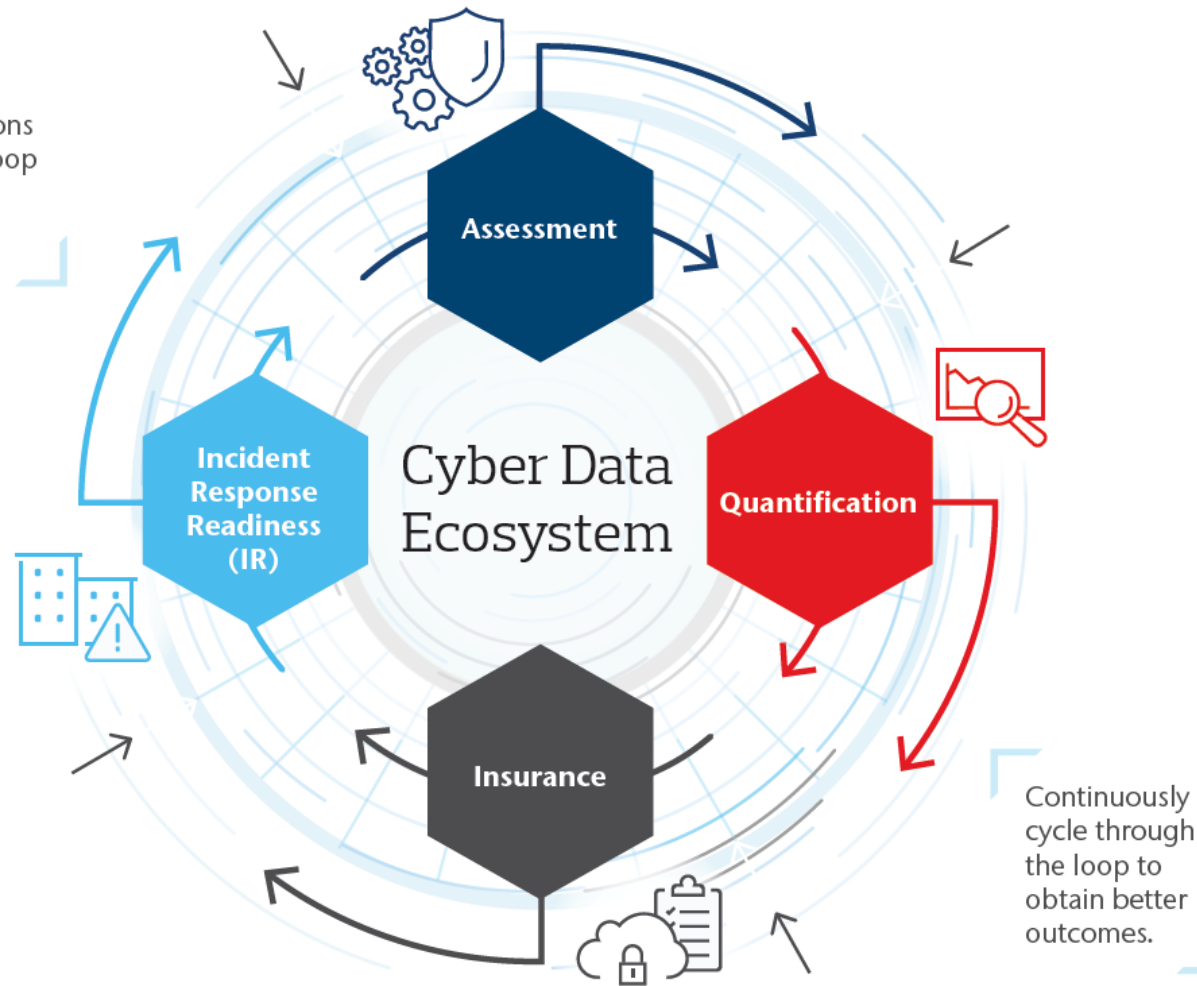 Assessment
Incident
Response
Readiness
(IR)
Cyber Data
Ecosystem
Quantification
Insurance
Continuously
cycle through
the loop to
obtain better
outcomes.